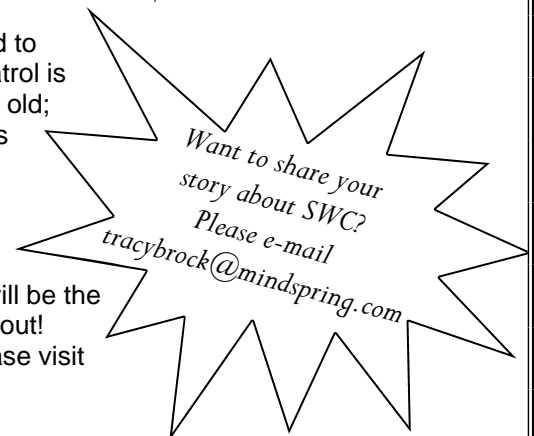 d to
atrol is
old;
s
Want to share your
story about SWC?
Please e-mail
tracybrock@mindspring.com
ill be the
out!
ase visit